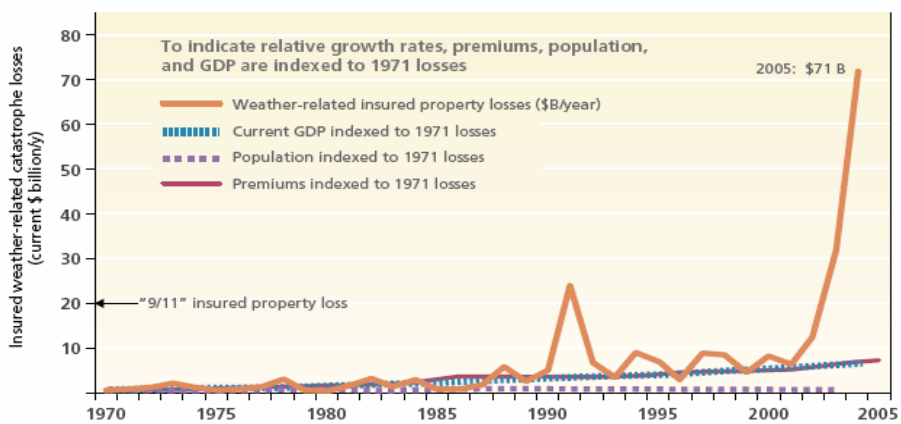 To indicate relative growth rates, premiums, population,
and GDP are indexed to 1971 losses
2005: $71 B
Weather-related insured property losses ($B/year)
Current GDP indexed to 1971 losses
Population indexed to 1971 losses
Premiums indexed to 1971 losses
Insured weather-related catastrophe losses
(current $ billion/y)
80
70
60
50
40
30
20
"9/11" insured property loss
10
1970 1975 1980 1985 1990 1995 2000 2005